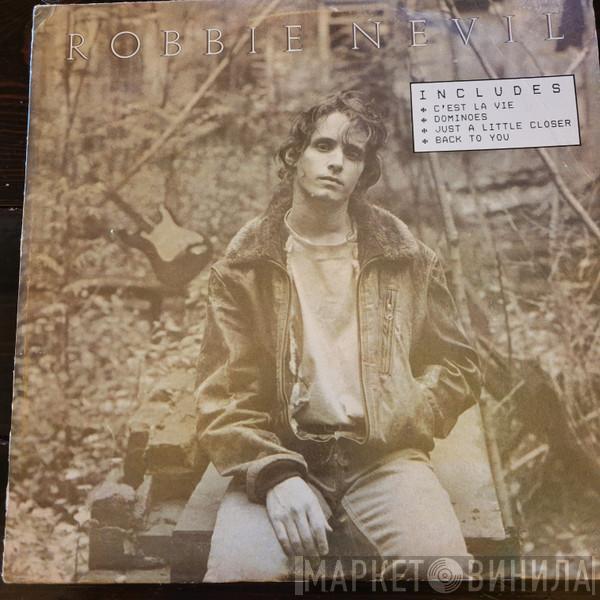 ROBBIE NEVIL
INCLUDES
✤ C'EST LA VIE
✤ DOMINOES
✤ JUST A LITTLE CLOSER
✤ BACK TO YOU
МАРКЕТ ВИНИЛА